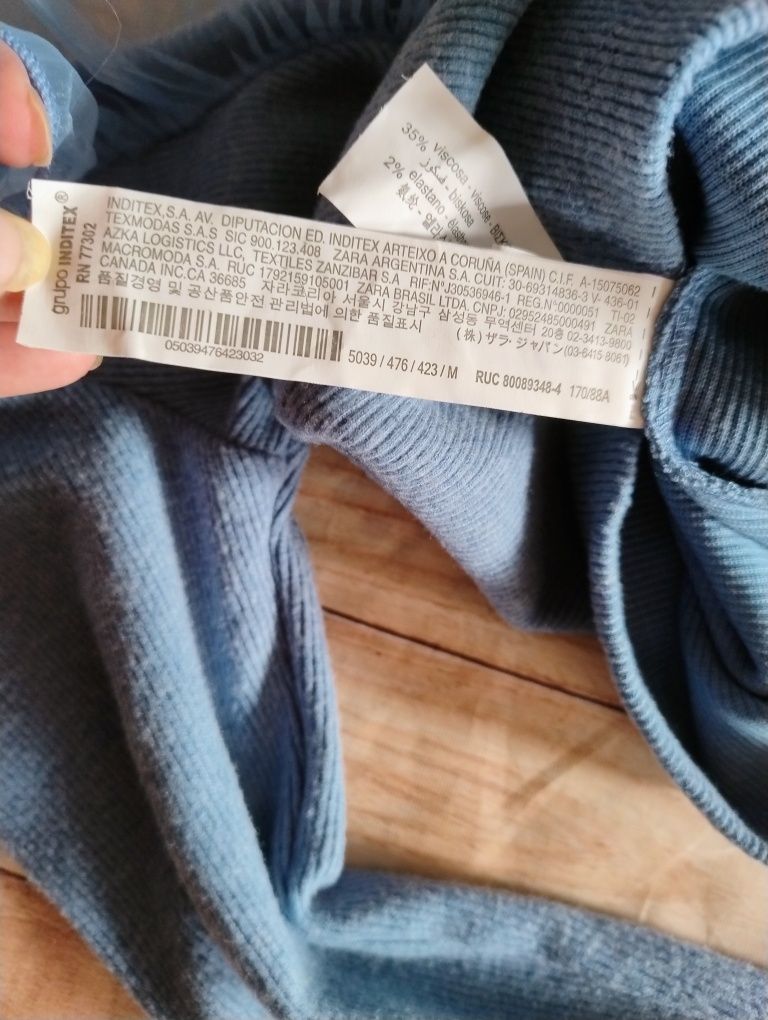 grupo INDITEX®
RN 77302
INDITEX,S.A. AV. DIPUTACION ED. INDITEX ARTEIXO A CORUÑA (SPAIN) C.I.F. A-15075062
TEXMODAS S.A.S SIC 900.123.408 ZARA ARGENTINA S.A. CUIT: 30-69314836-3 V- 436-01
AZKA LOGISTICS LLC, TEXTILES ZANZIBAR S.A RIF:NºJ30536946-1 REG.Nº0000051 TI-02
MACROMODA S.A. RUC 1792169105001 ZARA BRASIL LTDA. CNPJ: 02952485000491 ZARA
CANADA INC.CA 36685 자라코리아 서울시 강남구 삼성동 무역센터 20층 02-3413-9800
品질경영 및 공산품안전 관리법에 의한 품질표시 (株) ザラ・ジャパン(03-6415-8061)
05039476423032
5039 / 476 / 423 / M RUC 80089348-4 170/88A
35% viscosa - viscose -
فسكوز - biskosa
2% elastano -